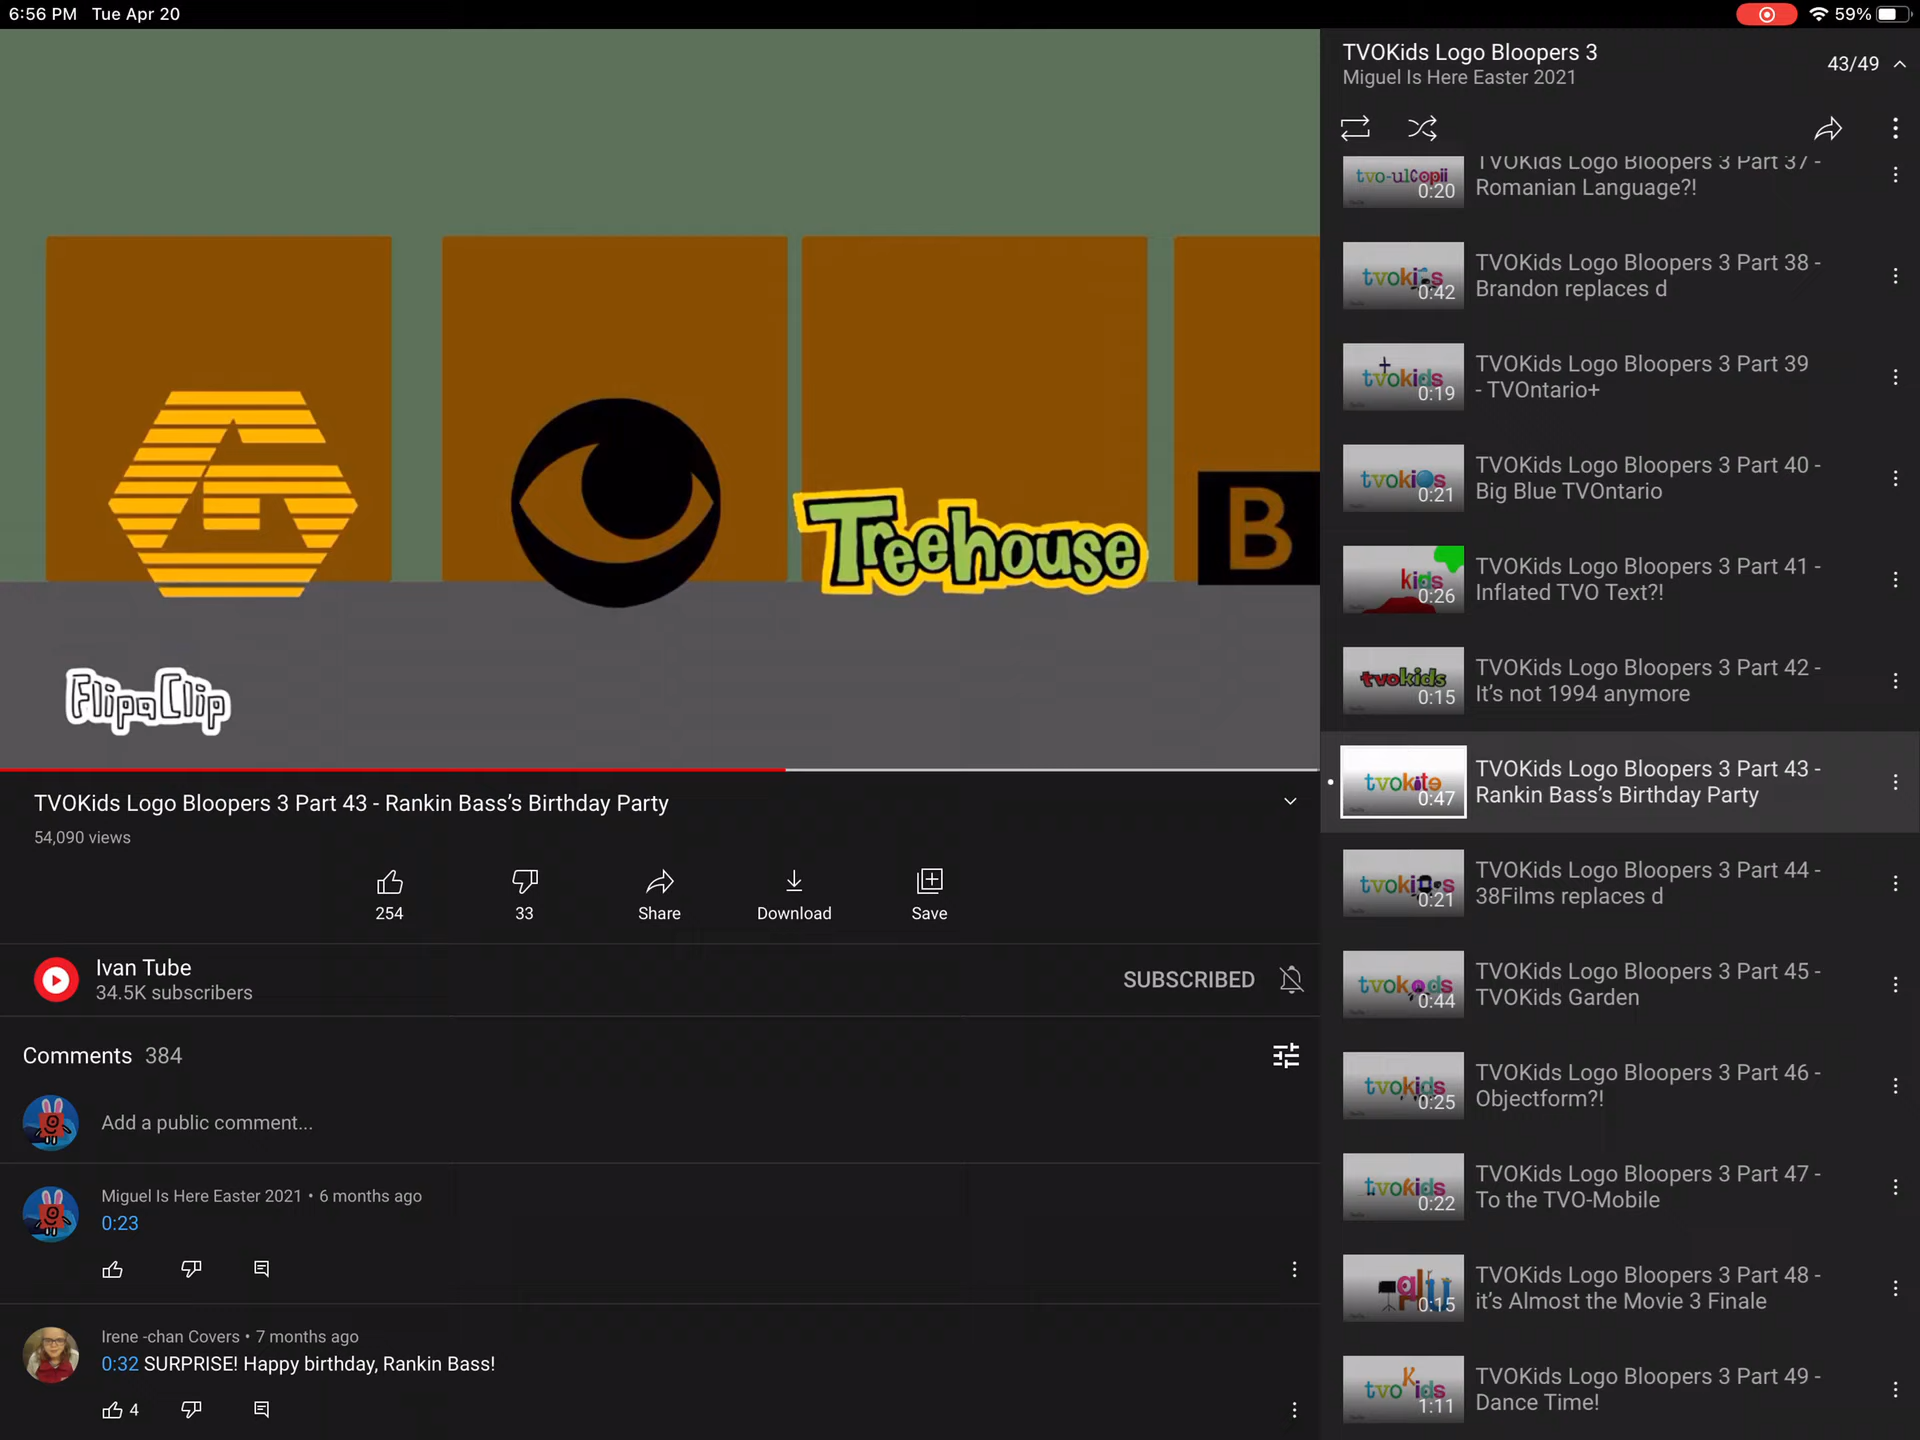 6:56 PM Tue Apr 20
59%
Treehouse
B
FlipaClip
TVOKids Logo Bloopers 3 Part 43 - Rankin Bass’s Birthday Party
54,090 views
254
33
Share
Download
Save
Ivan Tube
34.5K subscribers
SUBSCRIBED
Comments 384
Add a public comment...
Miguel Is Here Easter 2021 • 6 months ago
0:23
Irene -chan Covers • 7 months ago
0:32 SURPRISE! Happy birthday, Rankin Bass!
4
TVOKids Logo Bloopers 3
Miguel Is Here Easter 2021
43/49
tvo-ulCopii
0:20
TVOKids Logo Bloopers 3 Part 37 -
Romanian Language?!
tvokids
0:42
TVOKids Logo Bloopers 3 Part 38 -
Brandon replaces d
tvokids
0:19
TVOKids Logo Bloopers 3 Part 39
- TVOntario+
tvokids
0:21
TVOKids Logo Bloopers 3 Part 40 -
Big Blue TVOntario
kids
0:26
TVOKids Logo Bloopers 3 Part 41 -
Inflated TVO Text?!
tvokids
0:15
TVOKids Logo Bloopers 3 Part 42 -
It’s not 1994 anymore
tvokite
0:47
TVOKids Logo Bloopers 3 Part 43 -
Rankin Bass’s Birthday Party
0:21
TVOKids Logo Bloopers 3 Part 44 -
38Films replaces d
0:44
TVOKids Logo Bloopers 3 Part 45 -
TVOKids Garden
tvokids
0:25
TVOKids Logo Bloopers 3 Part 46 -
Objectform?!
tvokids
0:22
TVOKids Logo Bloopers 3 Part 47 -
To the TVO-Mobile
0:15
TVOKids Logo Bloopers 3 Part 48 -
it’s Almost the Movie 3 Finale
tvoKids
1:11
TVOKids Logo Bloopers 3 Part 49 -
Dance Time!